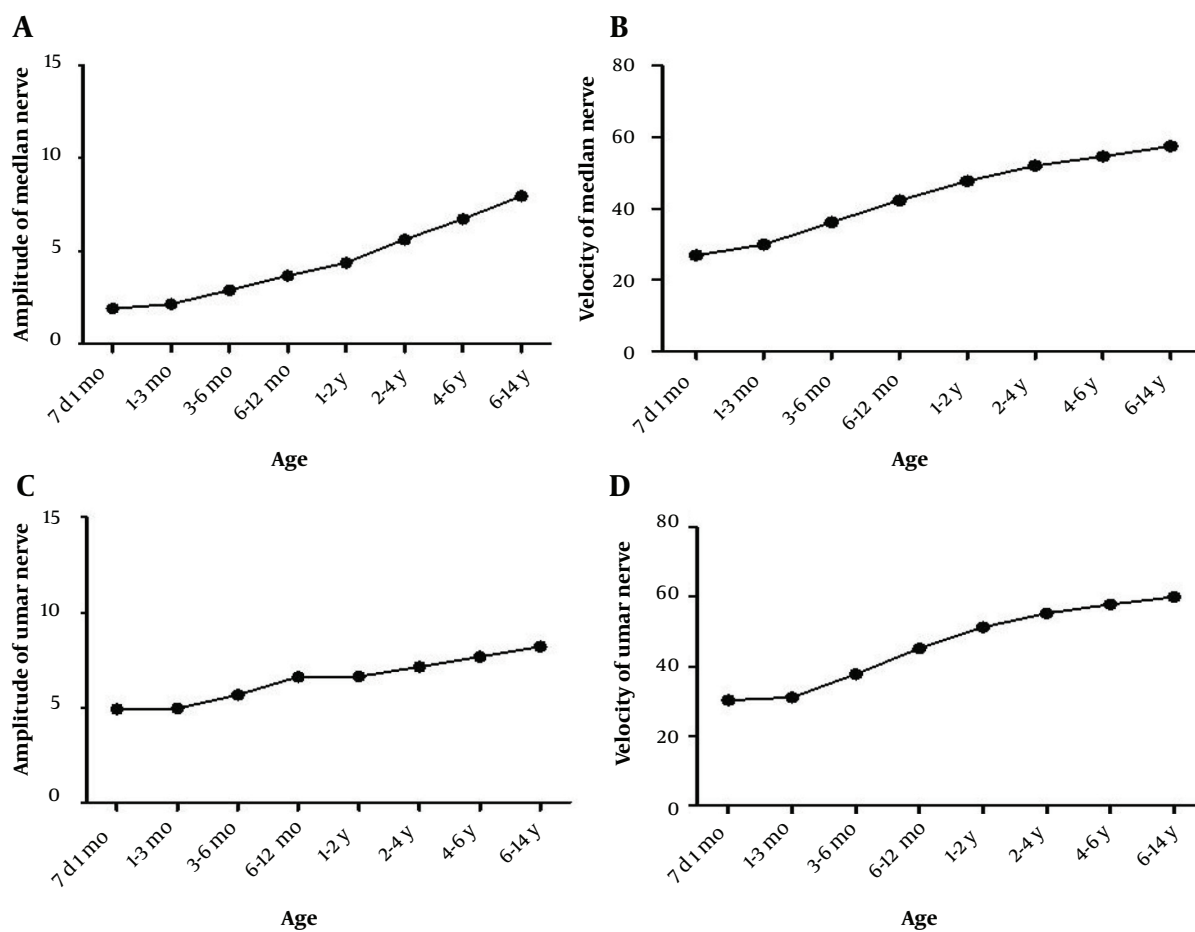 A
Amplitude of medlan nerve
15
10
5
0
7 d 1 mo
1-3 mo
3-6 mo
6-12 mo
1-2 y
2-4 y
4-6 y
6-14 y
Age
B
Velocity of medlan nerve
80
60
40
20
0
7 d 1 mo
1-3 mo
3-6 mo
6-12 mo
1-2 y
2-4 y
4-6 y
6-14 y
Age
C
Amplitude of umar nerve
15
10
5
0
7 d 1 mo
1-3 mo
3-6 mo
6-12 mo
1-2 y
2-4 y
4-6 y
6-14 y
Age
D
Velocity of umar nerve
80
60
40
20
0
7 d 1 mo
1-3 mo
3-6 mo
6-12 mo
1-2 y
2-4 y
4-6 y
6-14 y
Age